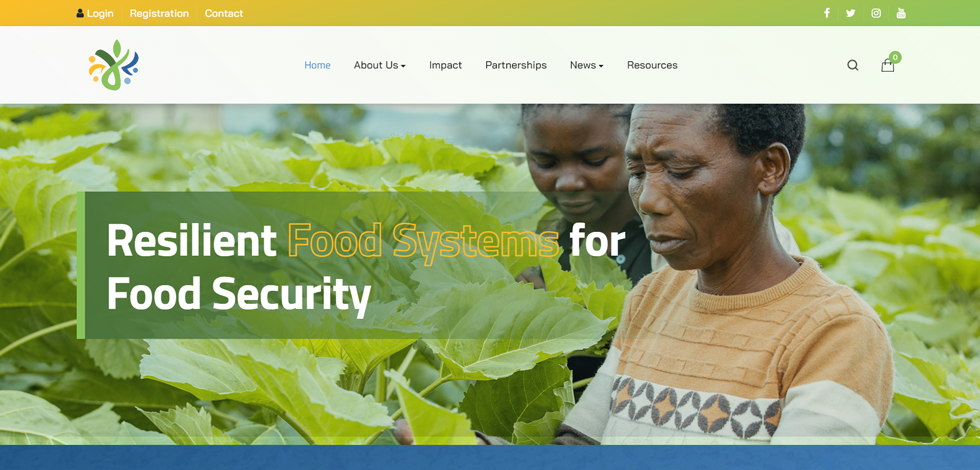 Login Registration Contact
Home About Us Impact Partnerships News Resources
0
Resilient Food Systems for
Food Security